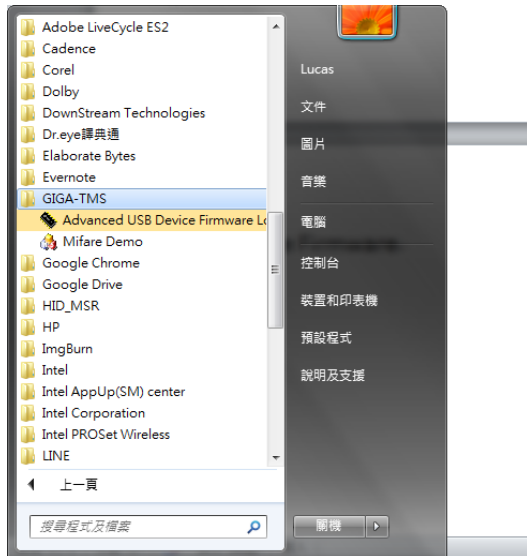 Adobe LiveCycle ES2
Cadence
Corel
Dolby
DownStream Technologies
Dr.eye譯典通
Elaborate Bytes
Evernote
GIGA-TMS
Advanced USB Device Firmware Lo
Mifare Demo
Google Chrome
Google Drive
HID_MSR
HP
ImgBurn
Intel
Intel AppUp(SM) center
Intel Corporation
Intel PROSet Wireless
LINE
上一頁
搜尋程式及檔案
Lucas
文件
圖片
音樂
電腦
控制台
裝置和印表機
預設程式
說明及支援
關機